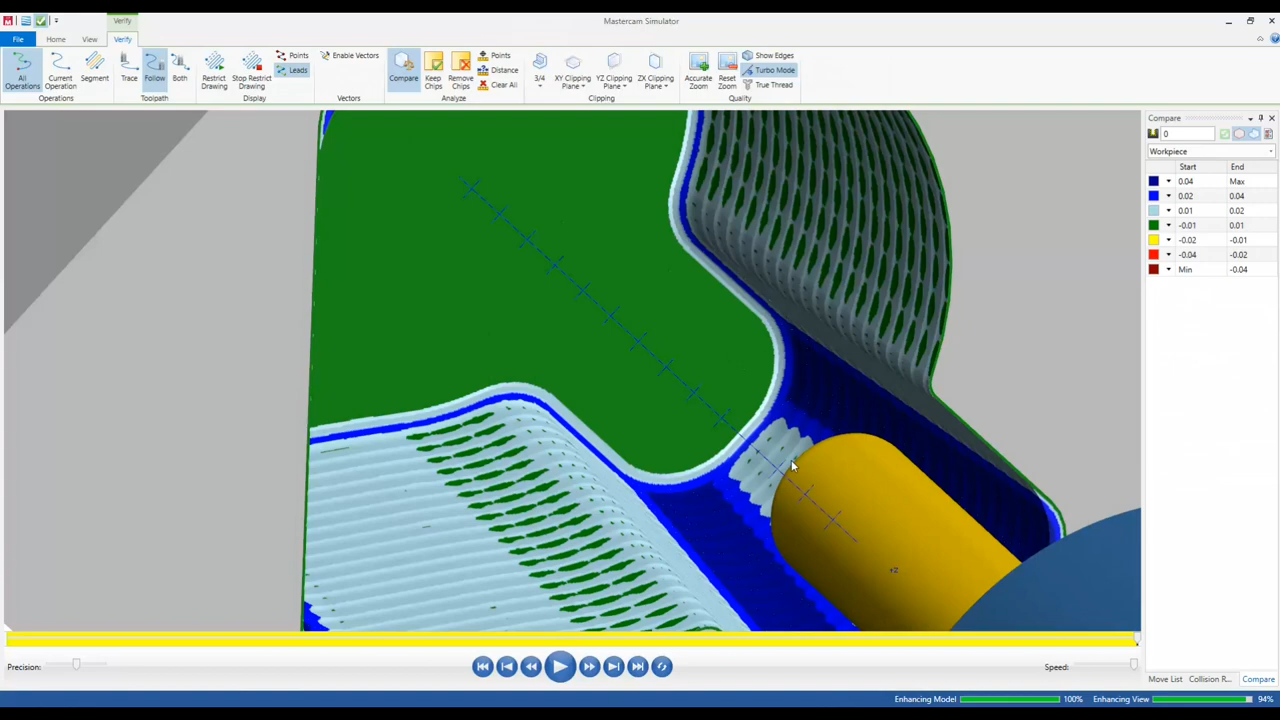 Verify
Mastercam Simulator
File
Home
View
Verify
All Operations
Current Operation
Segment
Operations
Trace
Follow
Both
Toolpath
Restrict Drawing
Stop Restrict Drawing
Points
Leads
Display
Enable Vectors
Vectors
Compare
Keep Chips
Remove Chips
Points
Distance
Clear All
Analyze
3/4
XY Clipping Plane
YZ Clipping Plane
ZX Clipping Plane
Clipping
Accurate Zoom
Reset Zoom
Show Edges
Turbo Mode
True Thread
Quality
Compare
0
Workpiece
Start End
0.04 Max
0.02 0.04
0.01 0.02
-0.01 0.01
-0.02 -0.01
-0.04 -0.02
Min -0.04
Precision:
Speed:
Move List
Collision R...
Compare
Enhancing Model 100%
Enhancing View 94%